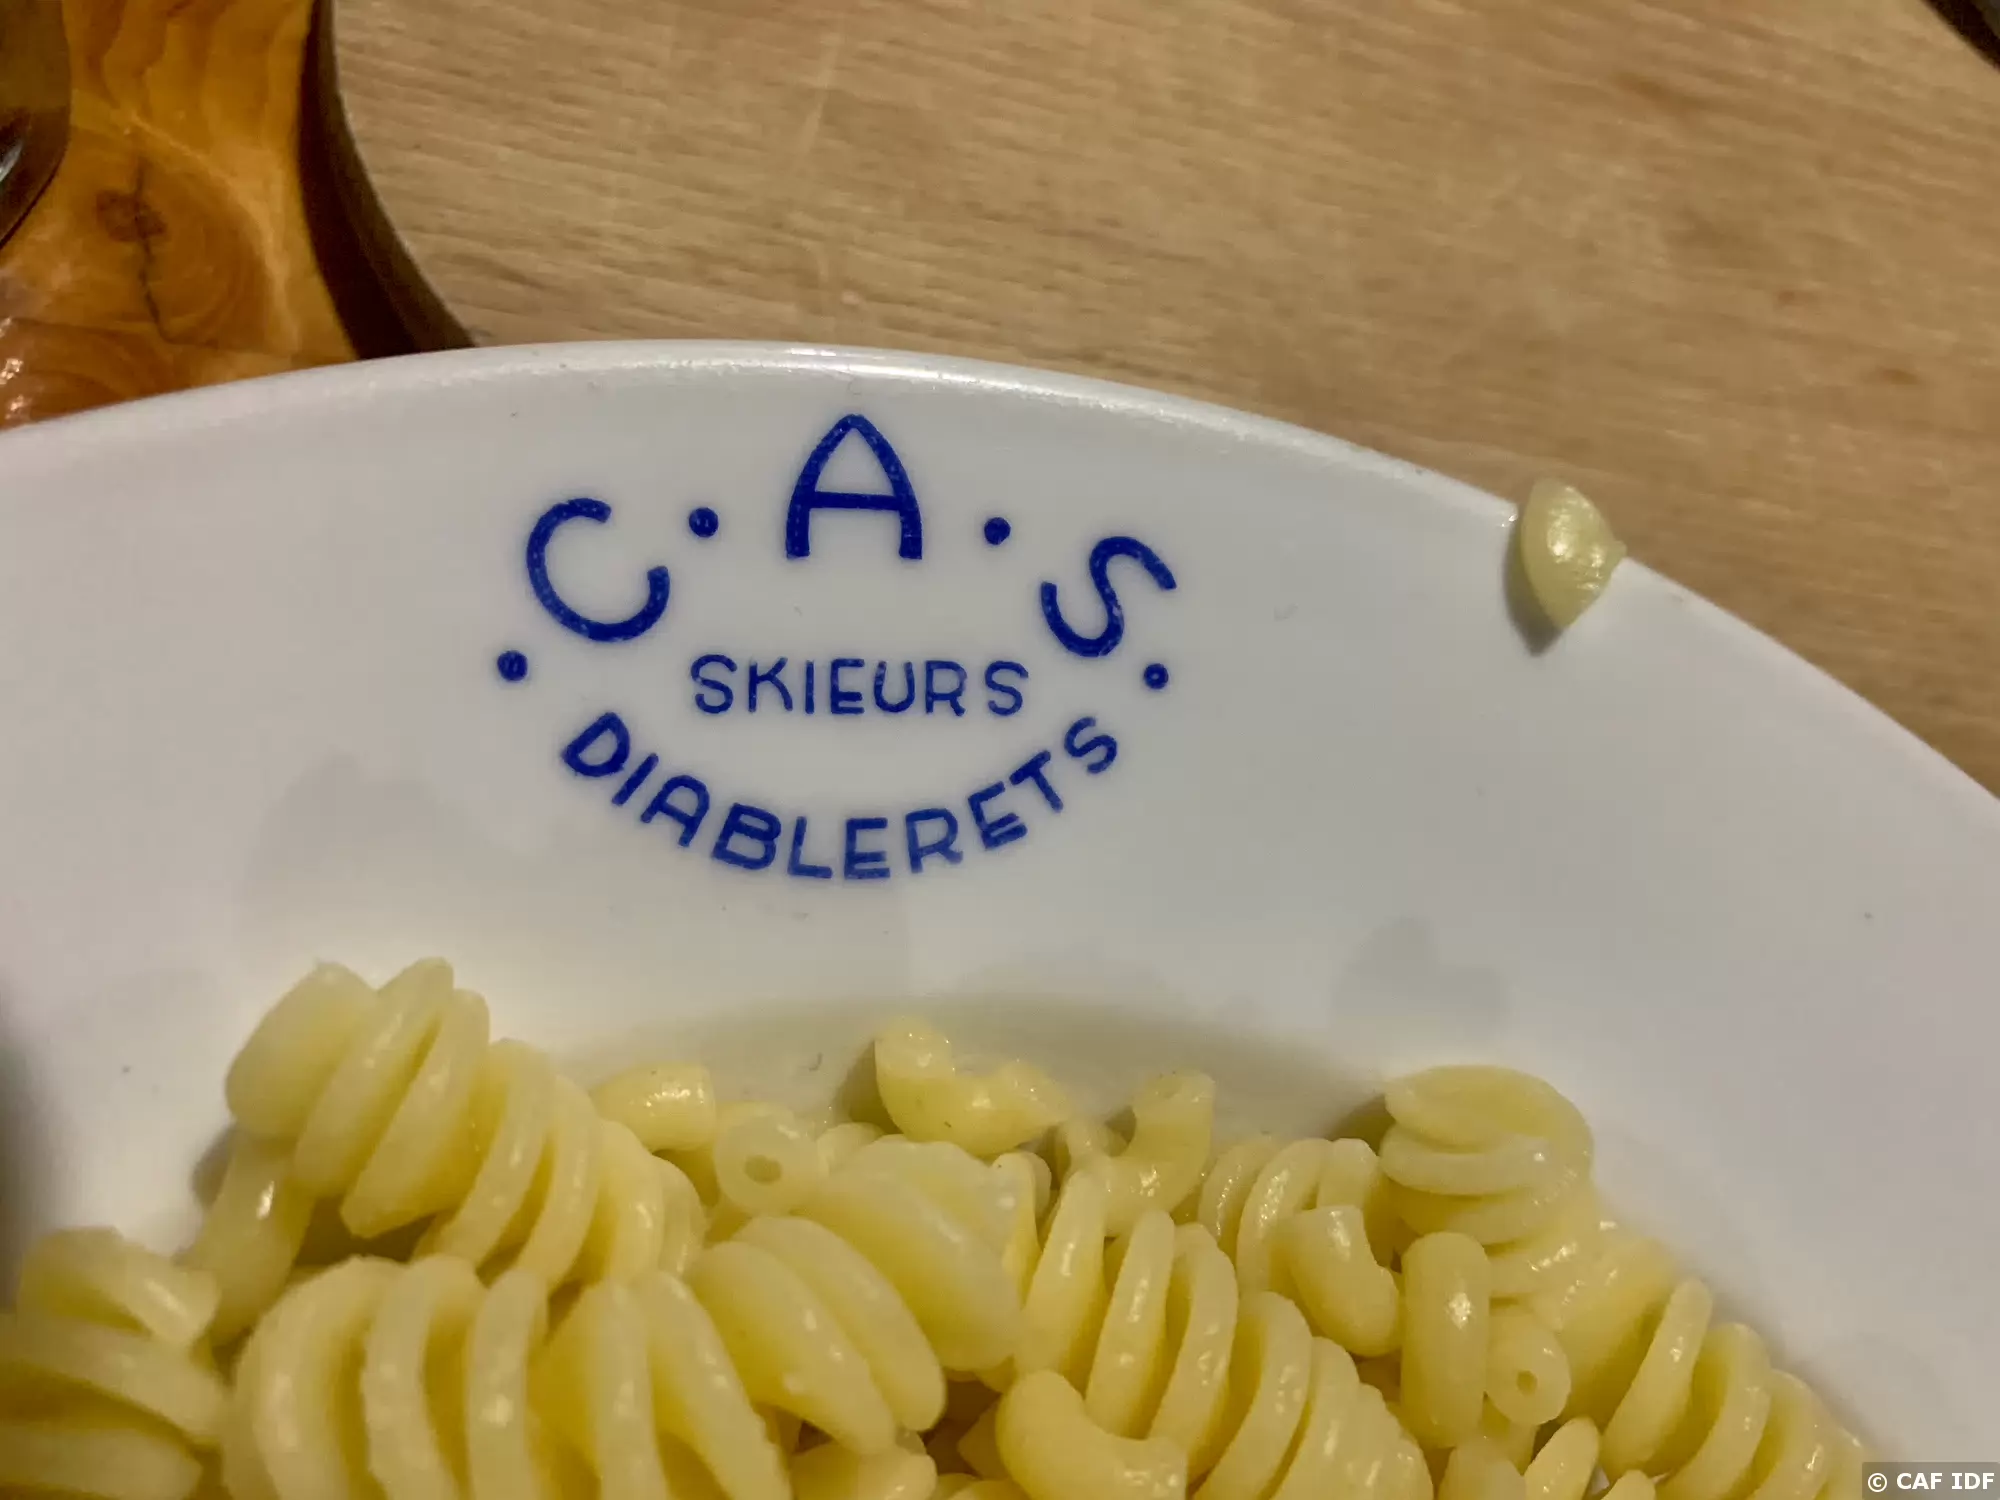 · C · A · S ·
SKIEURS
DIABLERETS
© CAF IDF